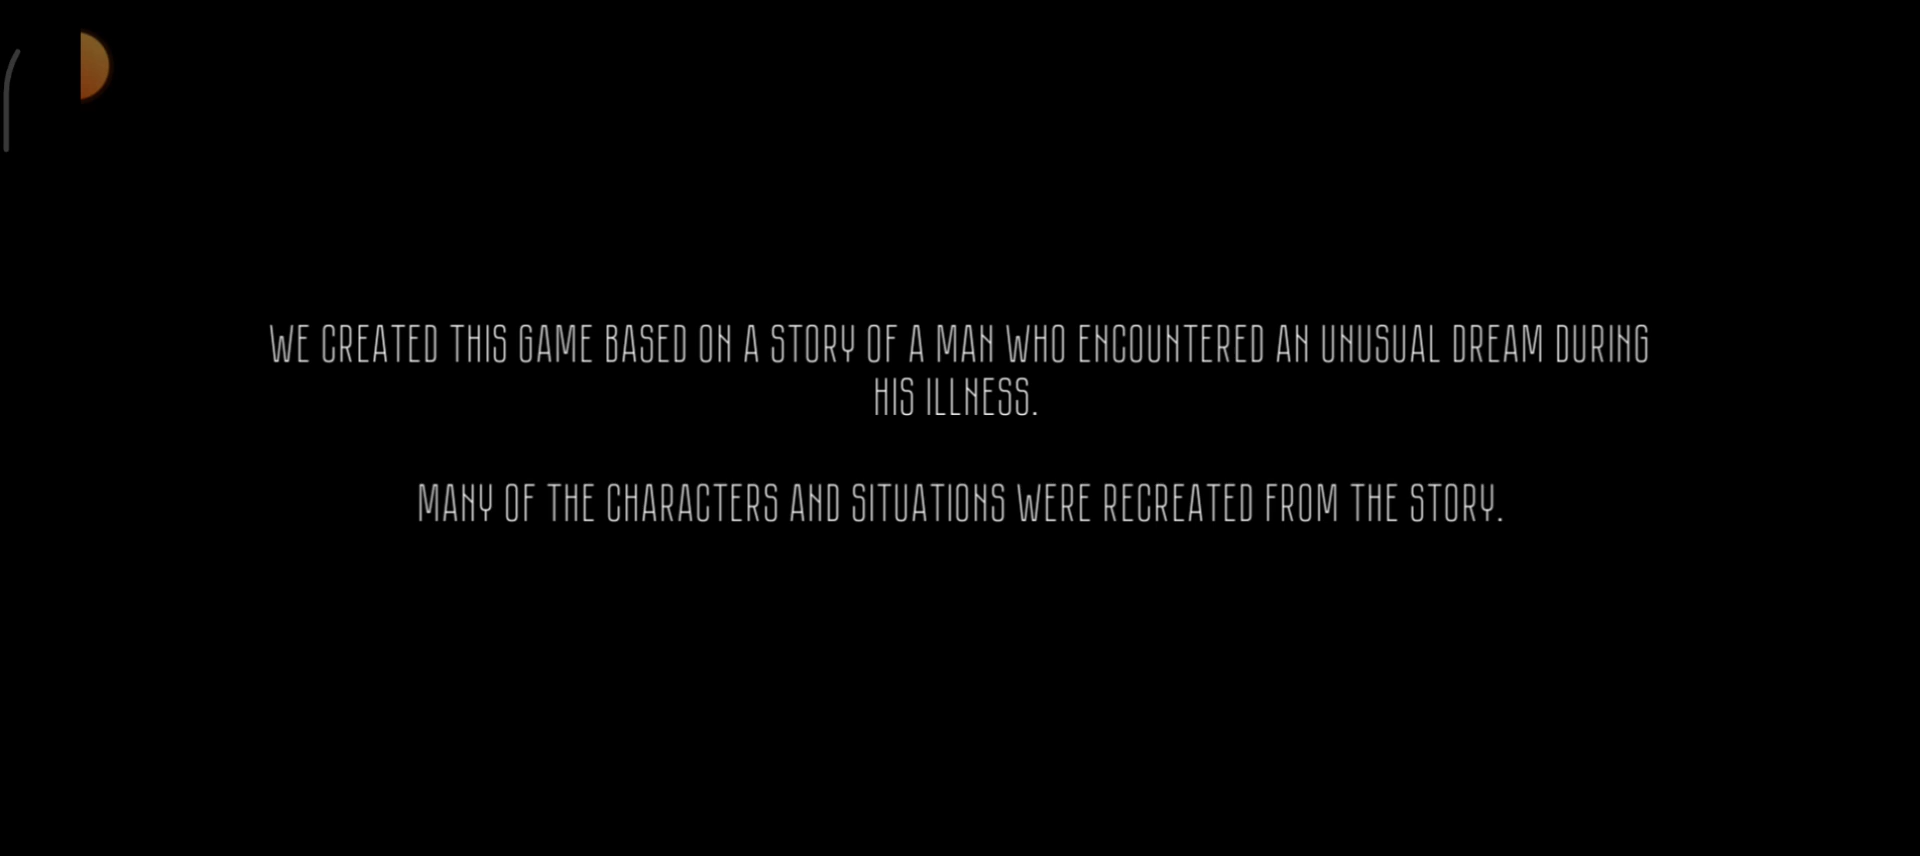 WE CREATED THIS GAME BASED ON A STORY OF A MAN WHO ENCOUNTERED AN UNUSUAL DREAM DURING
HIS ILLNESS.
MANY OF THE CHARACTERS AND SITUATIONS WERE RECREATED FROM THE STORY.